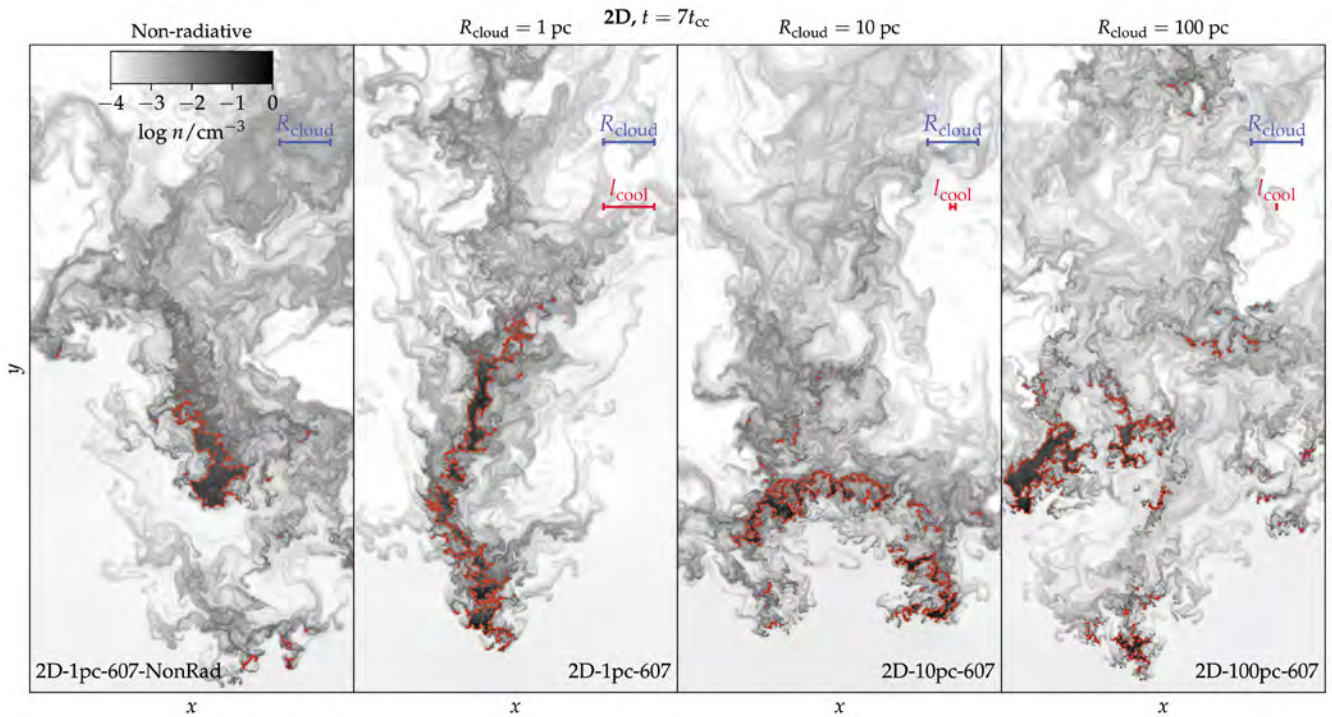 2D, t = 7t_cc
Non-radiative
R_cloud = 1 pc
R_cloud = 10 pc
R_cloud = 100 pc
−4 −3 −2 −1 0
log n/cm⁻³
R_cloud
R_cloud
R_cloud
R_cloud
l_cool
l_cool
l_cool
y
2D-1pc-607-NonRad
2D-1pc-607
2D-10pc-607
2D-100pc-607
x
x
x
x